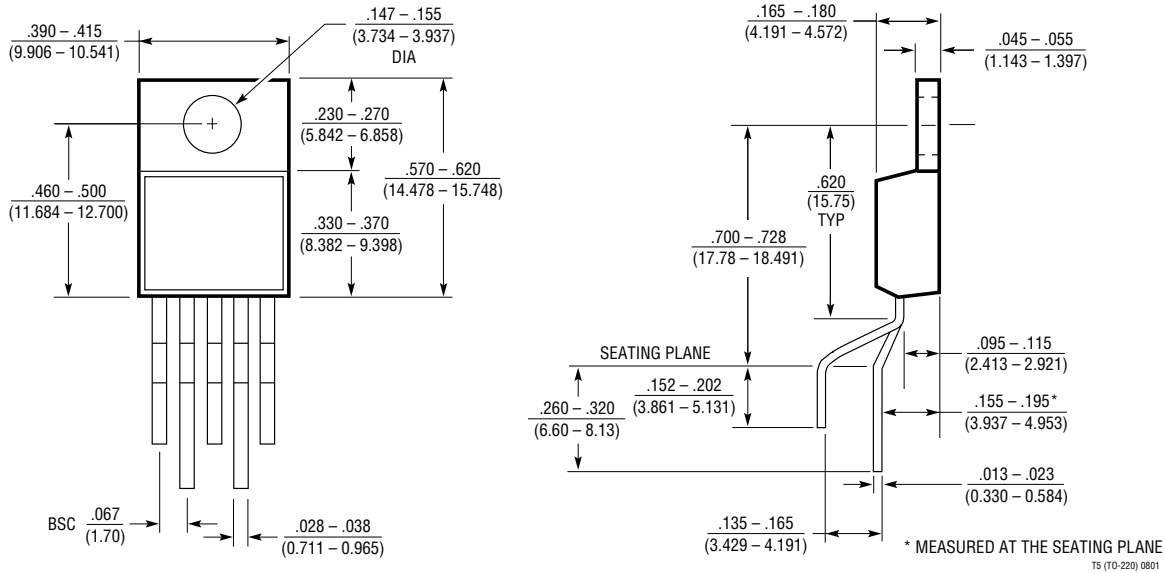 .390 – .415
(9.906 – 10.541)
.147 – .155
(3.734 – 3.937)
DIA
.230 – .270
(5.842 – 6.858)
.570 – .620
(14.478 – 15.748)
.460 – .500
(11.684 – 12.700)
.330 – .370
(8.382 – 9.398)
BSC
.067
(1.70)
.028 – .038
(0.711 – 0.965)
.165 – .180
(4.191 – 4.572)
.045 – .055
(1.143 – 1.397)
.620
(15.75)
TYP
.700 – .728
(17.78 – 18.491)
SEATING PLANE
.152 – .202
(3.861 – 5.131)
.260 – .320
(6.60 – 8.13)
.095 – .115
(2.413 – 2.921)
.155 – .195*
(3.937 – 4.953)
.013 – .023
(0.330 – 0.584)
.135 – .165
(3.429 – 4.191)
* MEASURED AT THE SEATING PLANE
T5 (TO-220) 0801